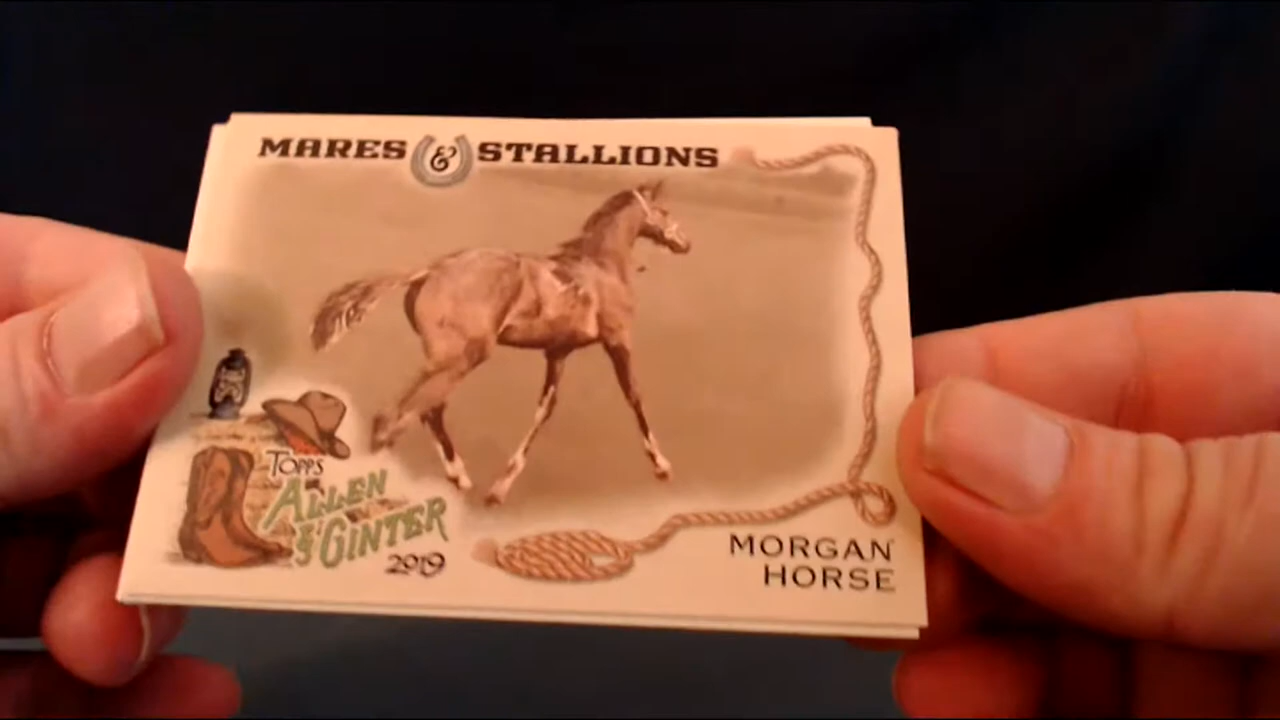 MARES & STALLIONS
TOPPS
ALLEN
& GINTER
2019
MORGAN
HORSE